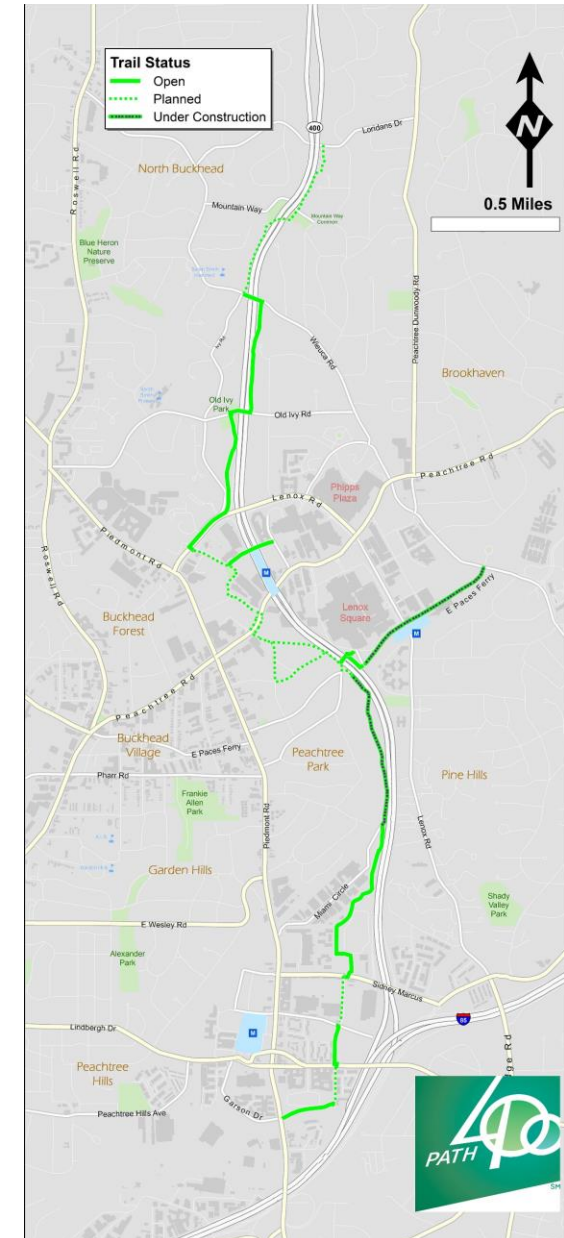 Trail Status
Open
Planned
Under Construction
N
0.5 Miles
400
Loridans Dr
North Buckhead
Roswell Rd
Mountain Way
Mountain Way
Common
Blue Heron
Nature
Preserve
Peachtree Dunwoody Rd
Wieuca Rd
Ivy Rd
Brookhaven
Old Ivy
Park
Old Ivy Rd
Phipps
Plaza
Peachtree Rd
Lenox Rd
Piedmont Rd
Roswell Rd
M
Lenox
Square
E Paces Ferry
M
Buckhead
Forest
Peachtree Rd
Buckhead
Village
E Paces Ferry
Peachtree
Park
Pine Hills
Pharr Rd
Frankie
Allen
Park
Piedmont Rd
Lenox Rd
Garden Hills
Miami Circle
Shady
Valley
Park
E Wesley Rd
Alexander
Park
Sidney Marcus
Lindbergh Dr
M
Peachtree
Hills
Garson Dr
Peachtree Hills Ave
PATH
400
SM